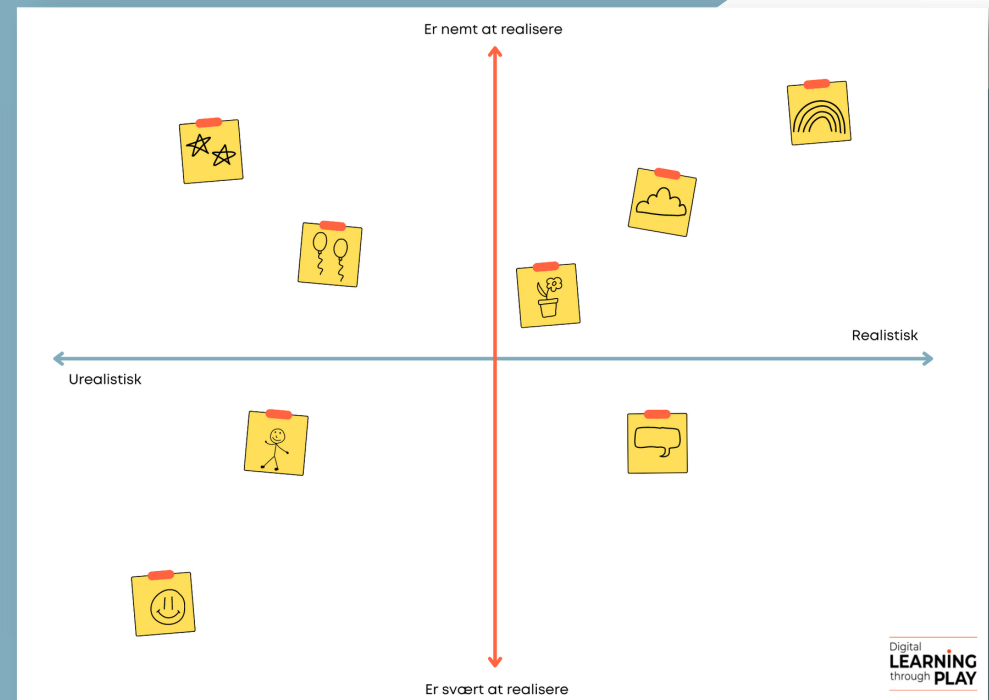 Er nemt at realisere
Realistisk
Urealistisk
Er svært at realisere
Digital
LEARNING
through PLAY